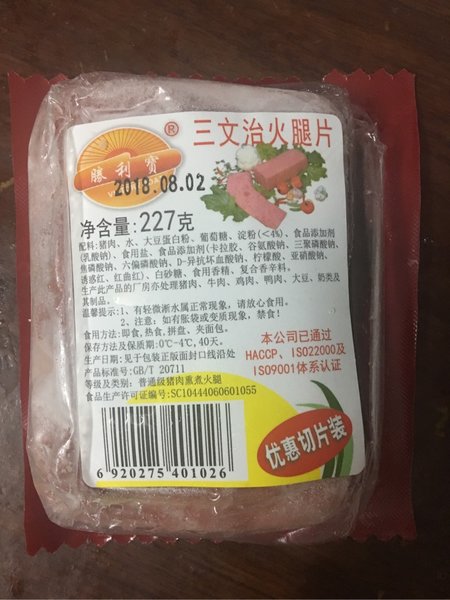 三文治火腿片
®
勝利寶
2018.08.02
净含量:227克
配料:猪肉、水、大豆蛋白粉、葡萄糖、淀粉(<4%)、食品添加剂
(乳酸钠)、食用盐、食品添加剂(卡拉胶、谷氨酸钠、三聚磷酸钠、
焦磷酸钠、六偏磷酸钠、D-异抗坏血酸钠、柠檬酸、亚硝酸钠、
诱惑红、红曲红)、白砂糖、食用香精、复合香辛料。
生产此产品的厂房亦处理猪肉、牛肉、鸡肉、鸭肉、大豆、奶类及
其制品。
温馨提示:1、有轻微淅水属正常现象，请放心食用。
2、注意：如有胀袋或变质现象，禁食！
食用方法:即食,热食,拼盘、夹面包。
保存方法及保质期:0℃-4℃,40天。
生产日期:见于包装正版面封口线沿处
产品标准号:GB/T 20711
等级及类别：普通级猪肉熏煮火腿
食品生产许可证编号:SC10444060601055
本公司已通过
HACCP、ISO22000及
ISO9001体系认证
优惠切片装
6 920275 401026